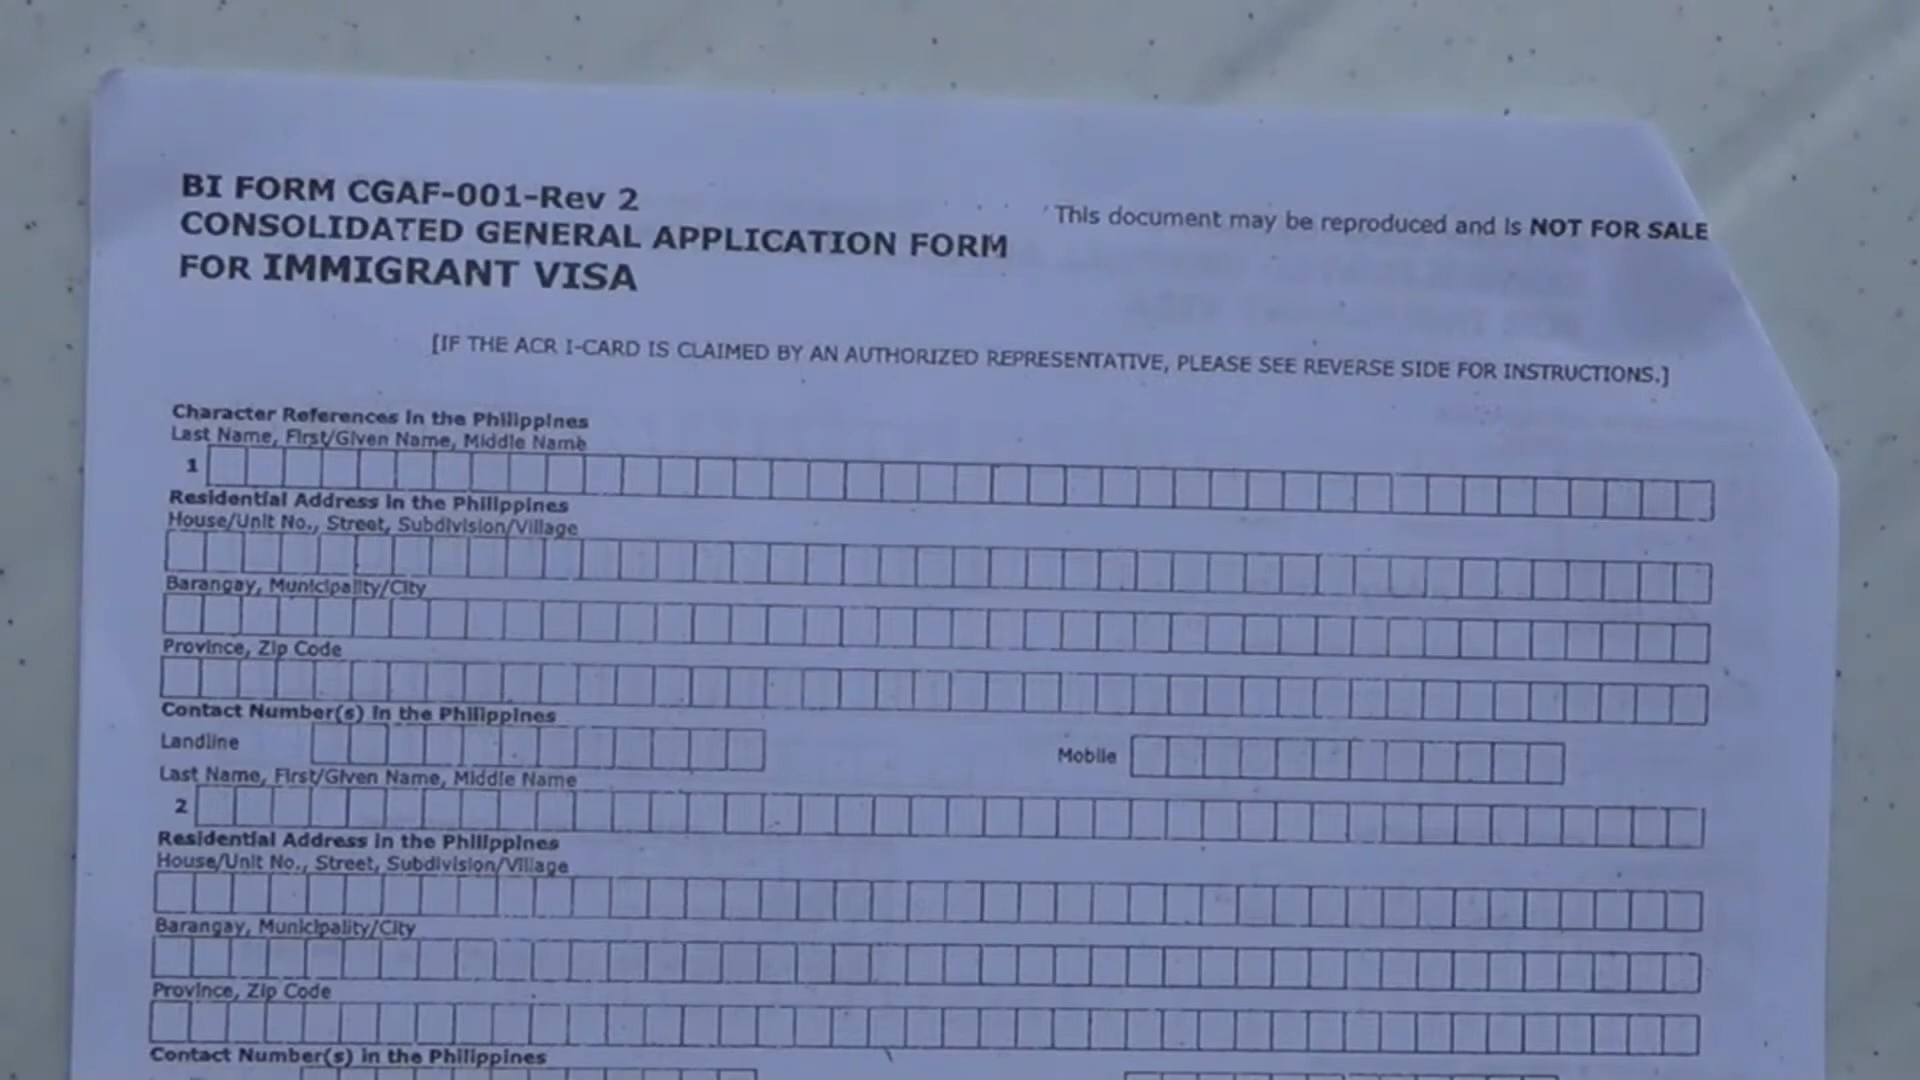 BI FORM CGAF-001-Rev 2
CONSOLIDATED GENERAL APPLICATION FORM
FOR IMMIGRANT VISA
This document may be reproduced and is NOT FOR SALE
[IF THE ACR I-CARD IS CLAIMED BY AN AUTHORIZED REPRESENTATIVE, PLEASE SEE REVERSE SIDE FOR INSTRUCTIONS.]
Character References in the Philippines
Last Name, First/Given Name, Middle Name
1
Residential Address in the Philippines
House/Unit No., Street, Subdivision/Village
Barangay, Municipality/City
Province, Zip Code
Contact Number(s) in the Philippines
Landline Mobile
Last Name, First/Given Name, Middle Name
2
Residential Address in the Philippines
House/Unit No., Street, Subdivision/Village
Barangay, Municipality/City
Province, Zip Code
Contact Number(s) in the Philippines